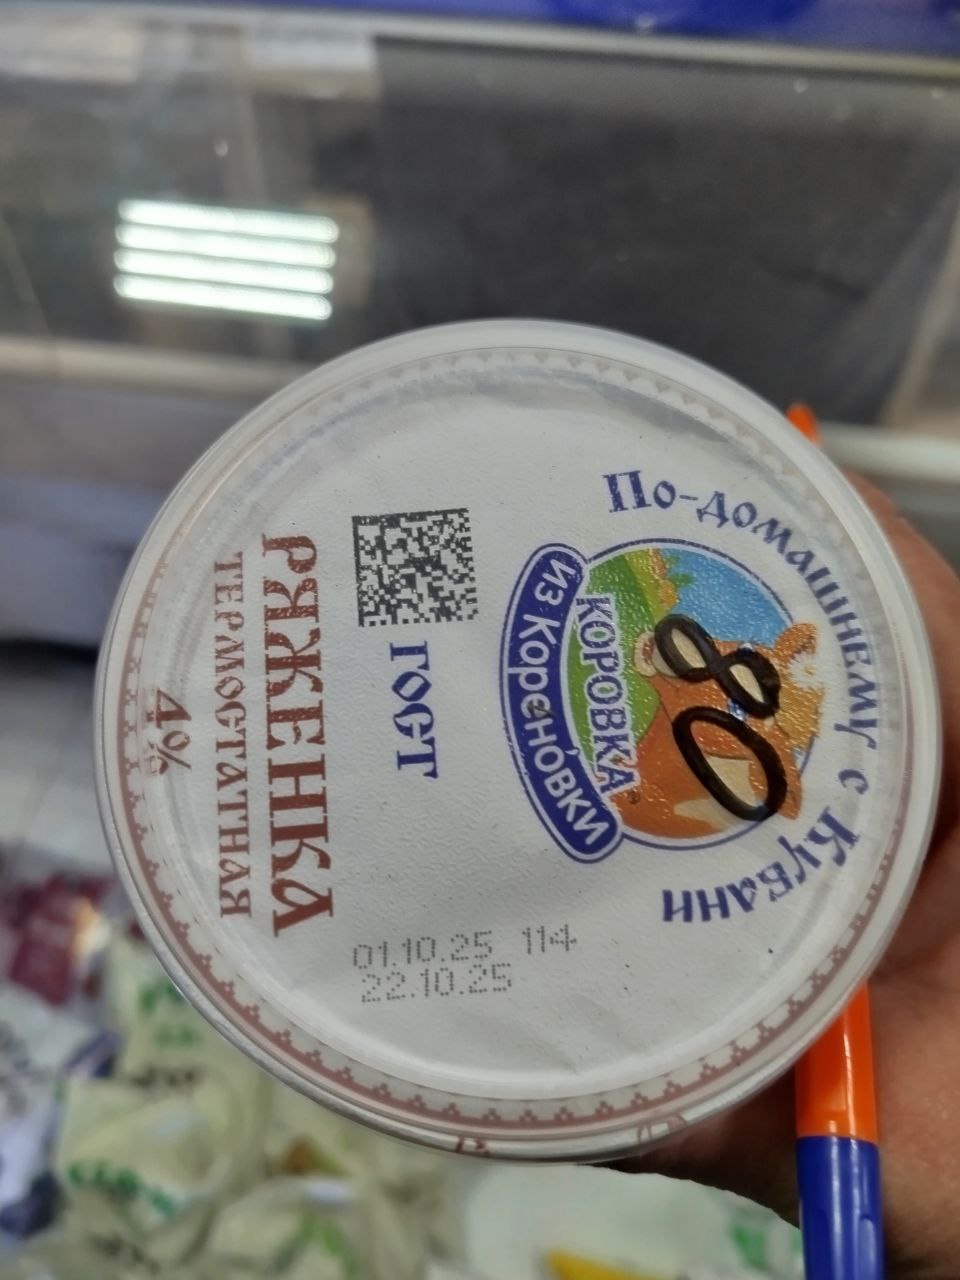 По-домашнему с Кубани
КОРОВКА
из Кореновки
80
ГОСТ
РЯЖЕНКА
ТЕРМОСТАТНАЯ
4%
01.10.25 114
22.10.25